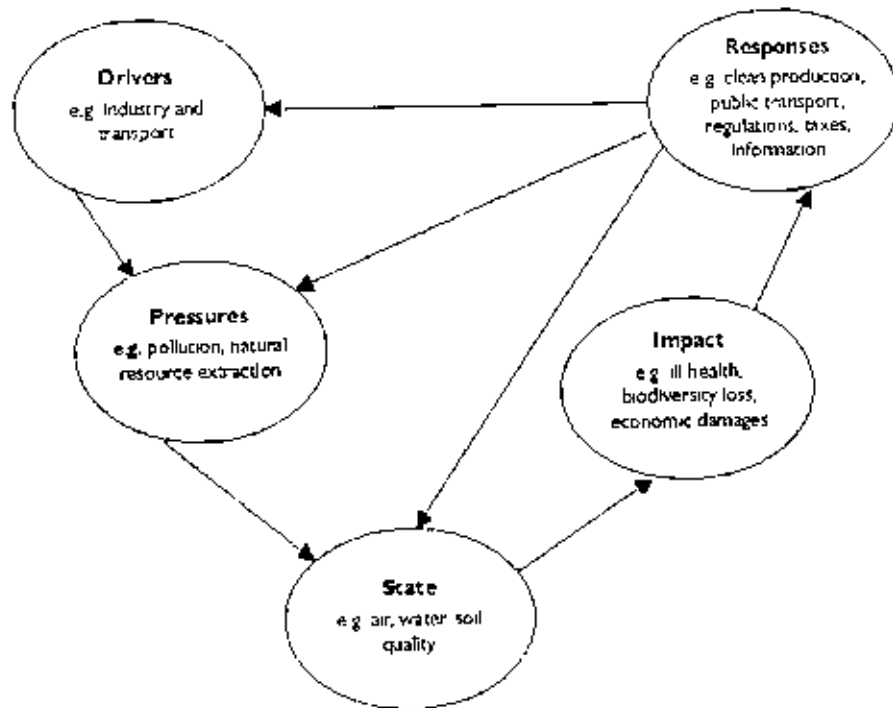 Drivers
e.g. industry and
transport
Responses
e.g. clean production,
public transport,
regulations, taxes,
information
Pressures
e.g. pollution, natural
resource extraction
Impact
e.g. ill health,
biodiversity loss,
economic damages
State
e.g. air, water soil
quality